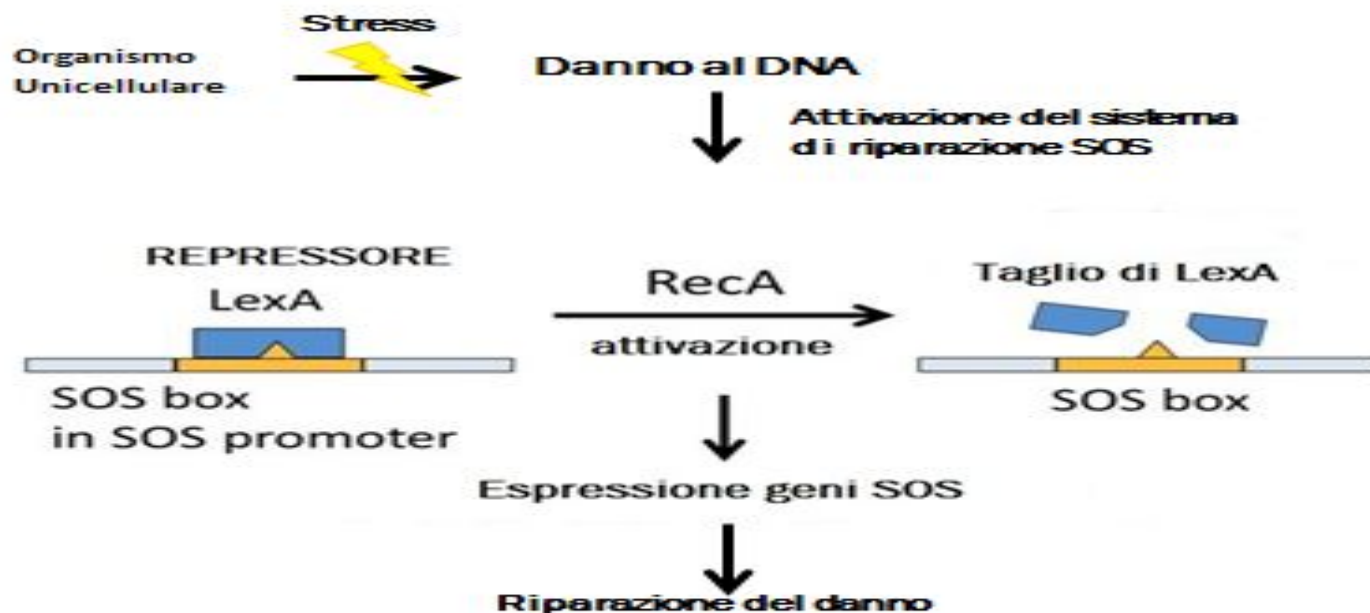 Stress
Organismo
Unicellulare
Danno al DNA
Attivazione del sistema
di riparazione SOS
REPRESSORE
LexA
RecA
attivazione
Taglio di LexA
SOS box
in SOS promoter
SOS box
Espressione geni SOS
Riparazione del danno